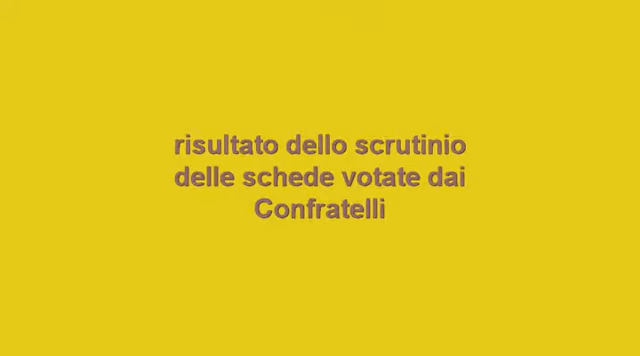 risultato dello scrutinio
delle schede votate dai
Confratelli